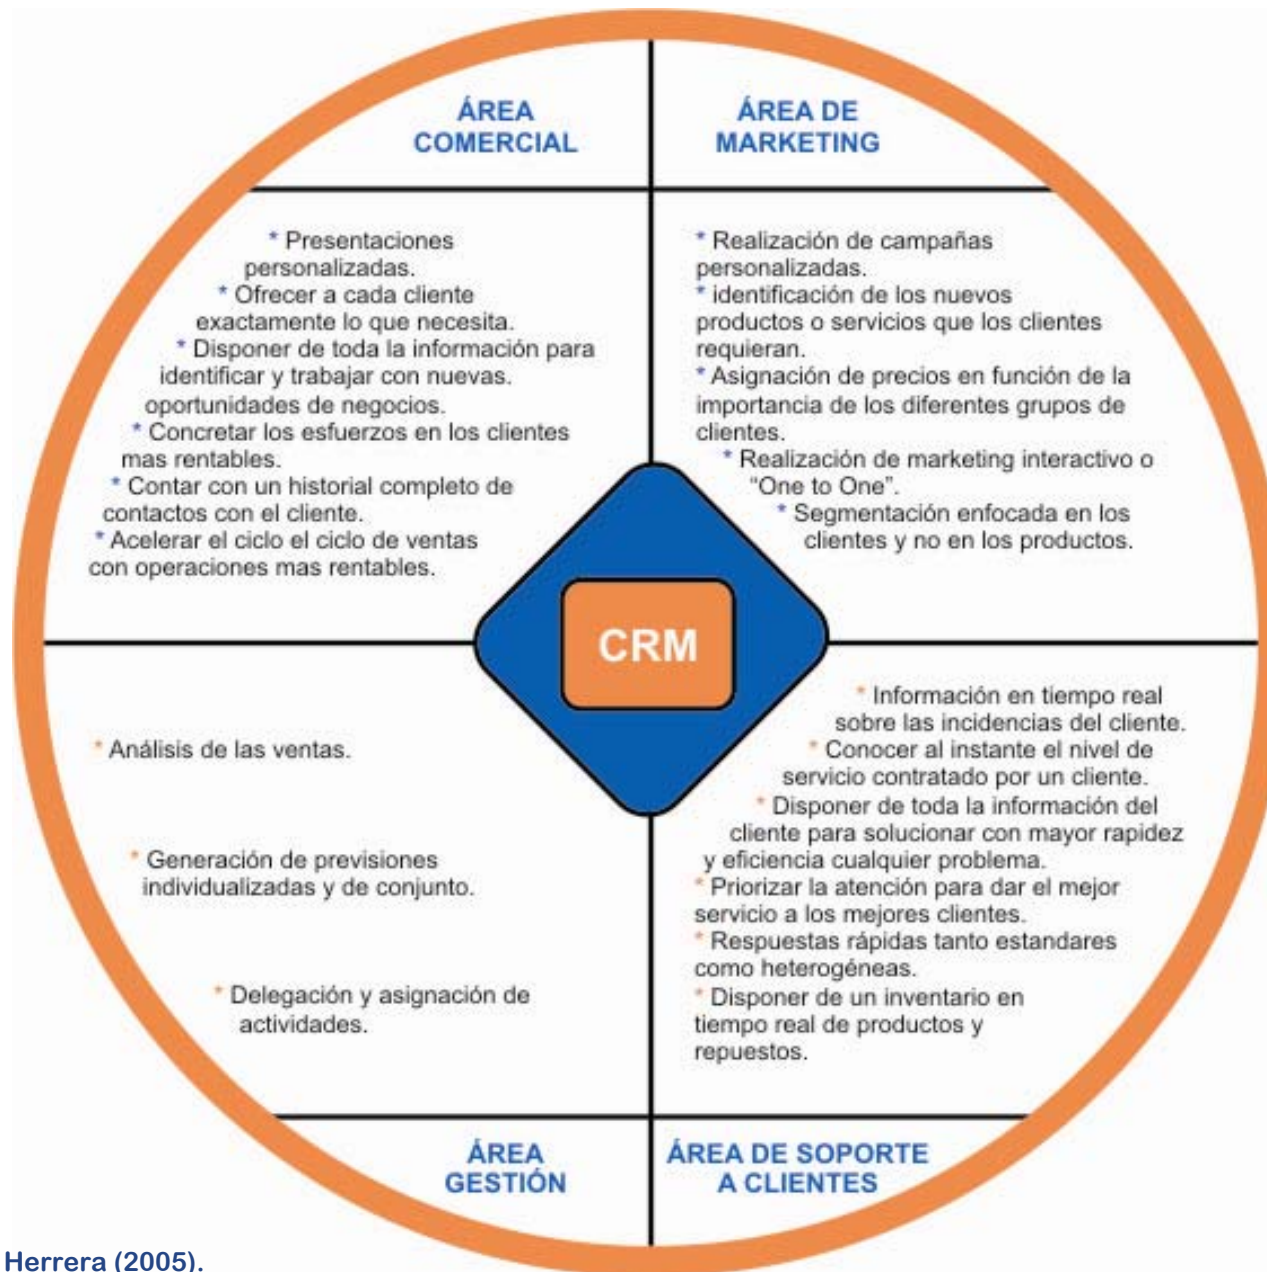 ÁREA
COMERCIAL
* Presentaciones
personalizadas.
* Ofrecer a cada cliente
exactamente lo que necesita.
* Disponer de toda la información para
identificar y trabajar con nuevas.
oportunidades de negocios.
* Concretar los esfuerzos en los clientes
mas rentables.
* Contar con un historial completo de
contactos con el cliente.
* Acelerar el ciclo el ciclo de ventas
con operaciones mas rentables.
ÁREA DE
MARKETING
* Realización de campañas
personalizadas.
* identificación de los nuevos
productos o servicios que los clientes
requieran.
* Asignación de precios en función de la
importancia de los diferentes grupos de
clientes.
* Realización de marketing interactivo o
“One to One”.
* Segmentación enfocada en los
clientes y no en los productos.
CRM
* Análisis de las ventas.
* Generación de previsiones
individualizadas y de conjunto.
* Delegación y asignación de
actividades.
ÁREA
GESTIÓN
* Información en tiempo real
sobre las incidencias del cliente.
* Conocer al instante el nivel de
servicio contratado por un cliente.
* Disponer de toda la información del
cliente para solucionar con mayor rapidez
y eficiencia cualquier problema.
* Priorizar la atención para dar el mejor
servicio a los mejores clientes.
* Respuestas rápidas tanto estandares
como heterogéneas.
* Disponer de un inventario en
tiempo real de productos y
repuestos.
ÁREA DE SOPORTE
A CLIENTES
Herrera (2005).